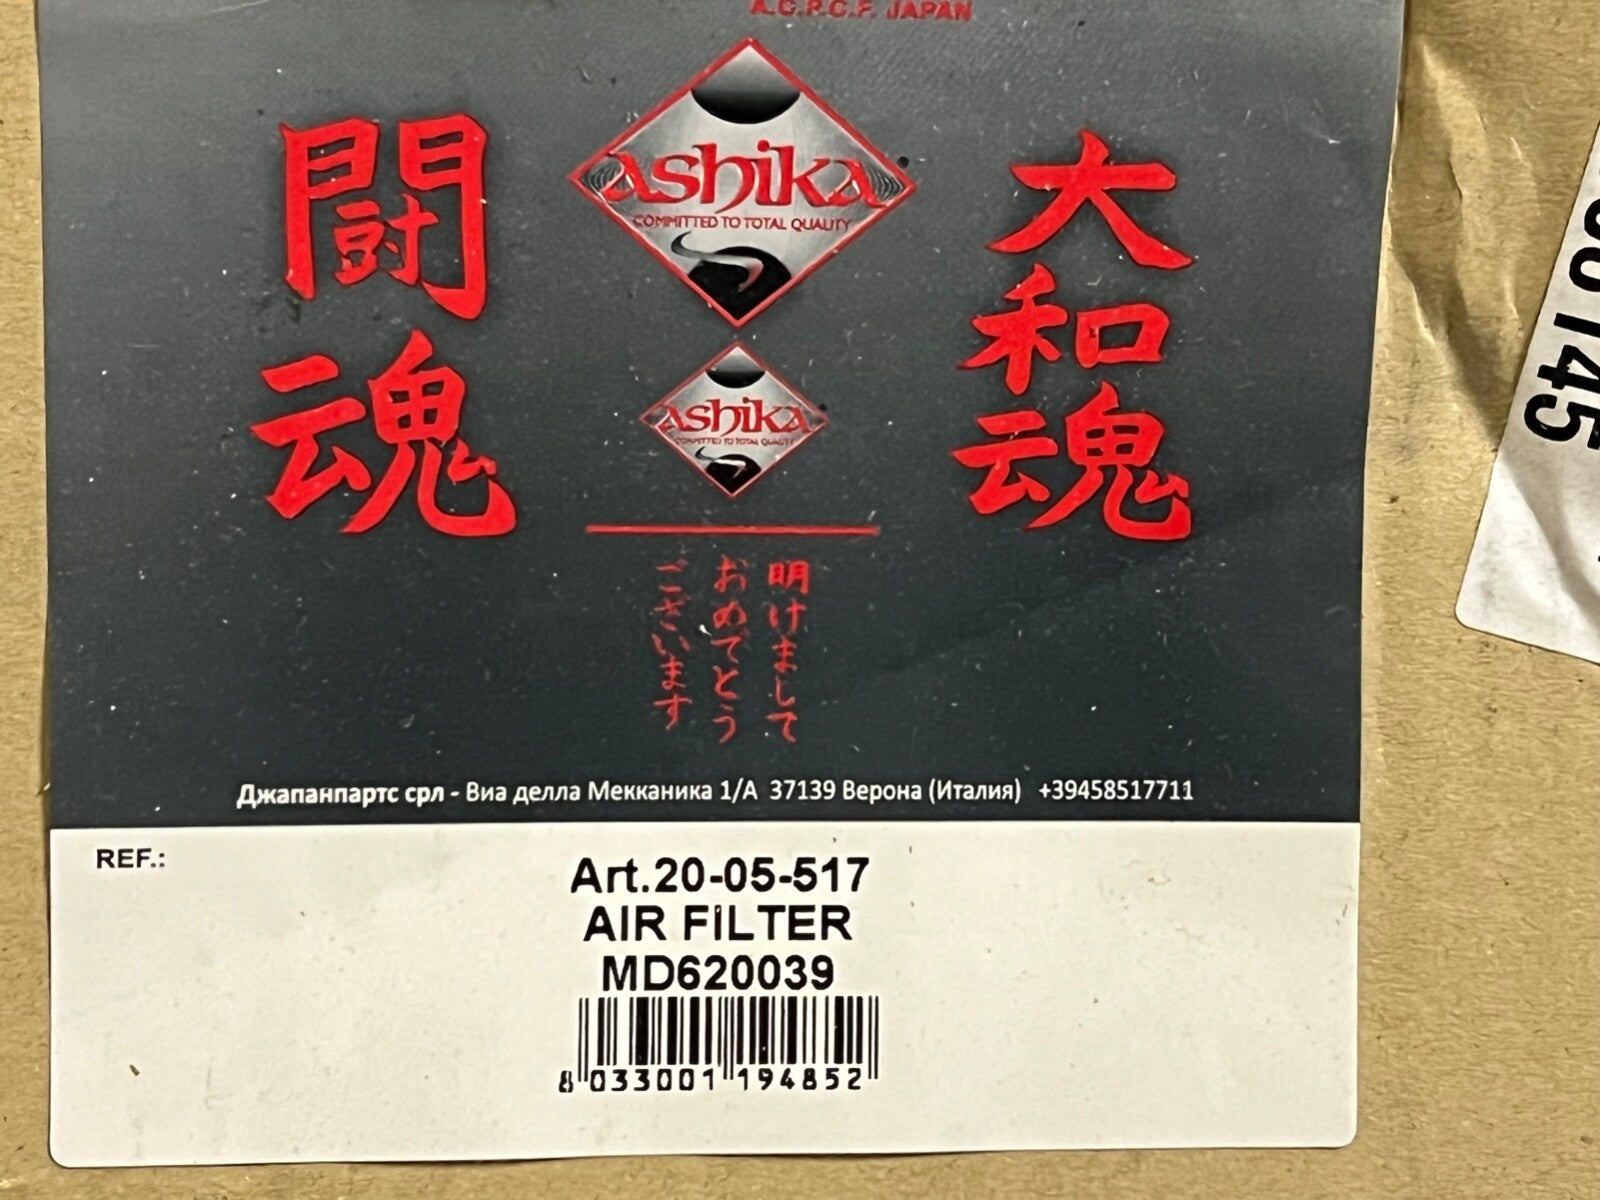 A.C.P.C.F. JAPAN
ashika
COMMITTED TO TOTAL QUALITY
闘魂
大和魂
ashika
COMMITTED TO TOTAL QUALITY
明けまして
おめでとう
ございます
Джапанпартс срл - Виа делла Мекканика 1/А 37139 Верона (Италия) +39458517711
REF.:
Art.20-05-517
AIR FILTER
MD620039
8 033001 194852